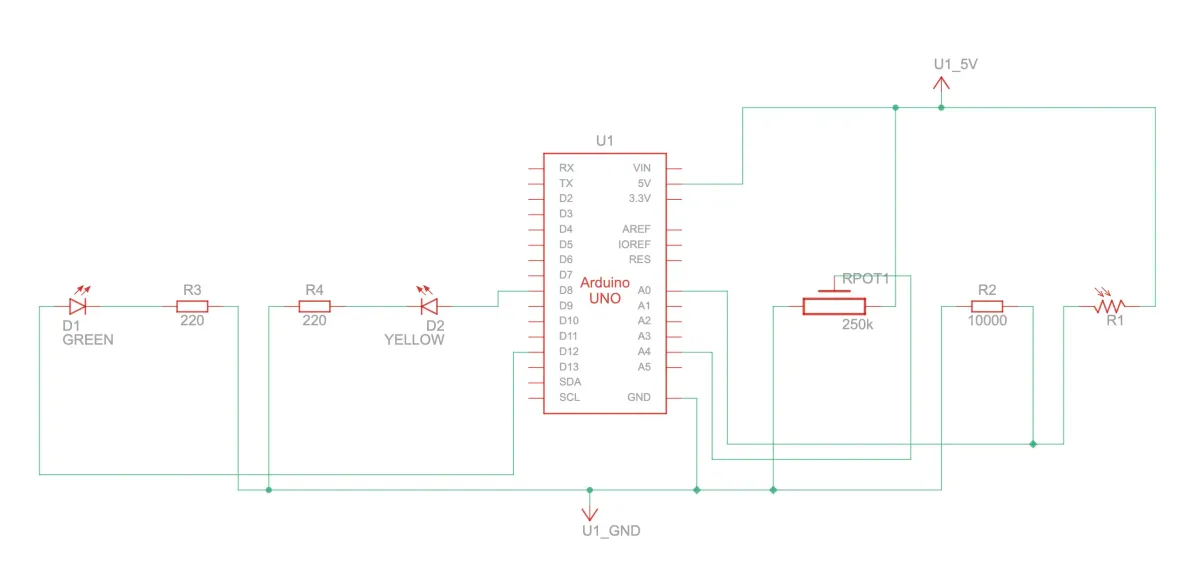 U1_5V
U1
RX
TX
D2
D3
D4
D5
D6
D7
D8
D9
D10
D11
D12
D13
SDA
SCL
Arduino
UNO
VIN
5V
3.3V
AREF
IOREF
RES
A0
A1
A2
A3
A4
A5
GND
D1
GREEN
R3
220
R4
220
D2
YELLOW
RPOT1
250k
R2
10000
R1
U1_GND